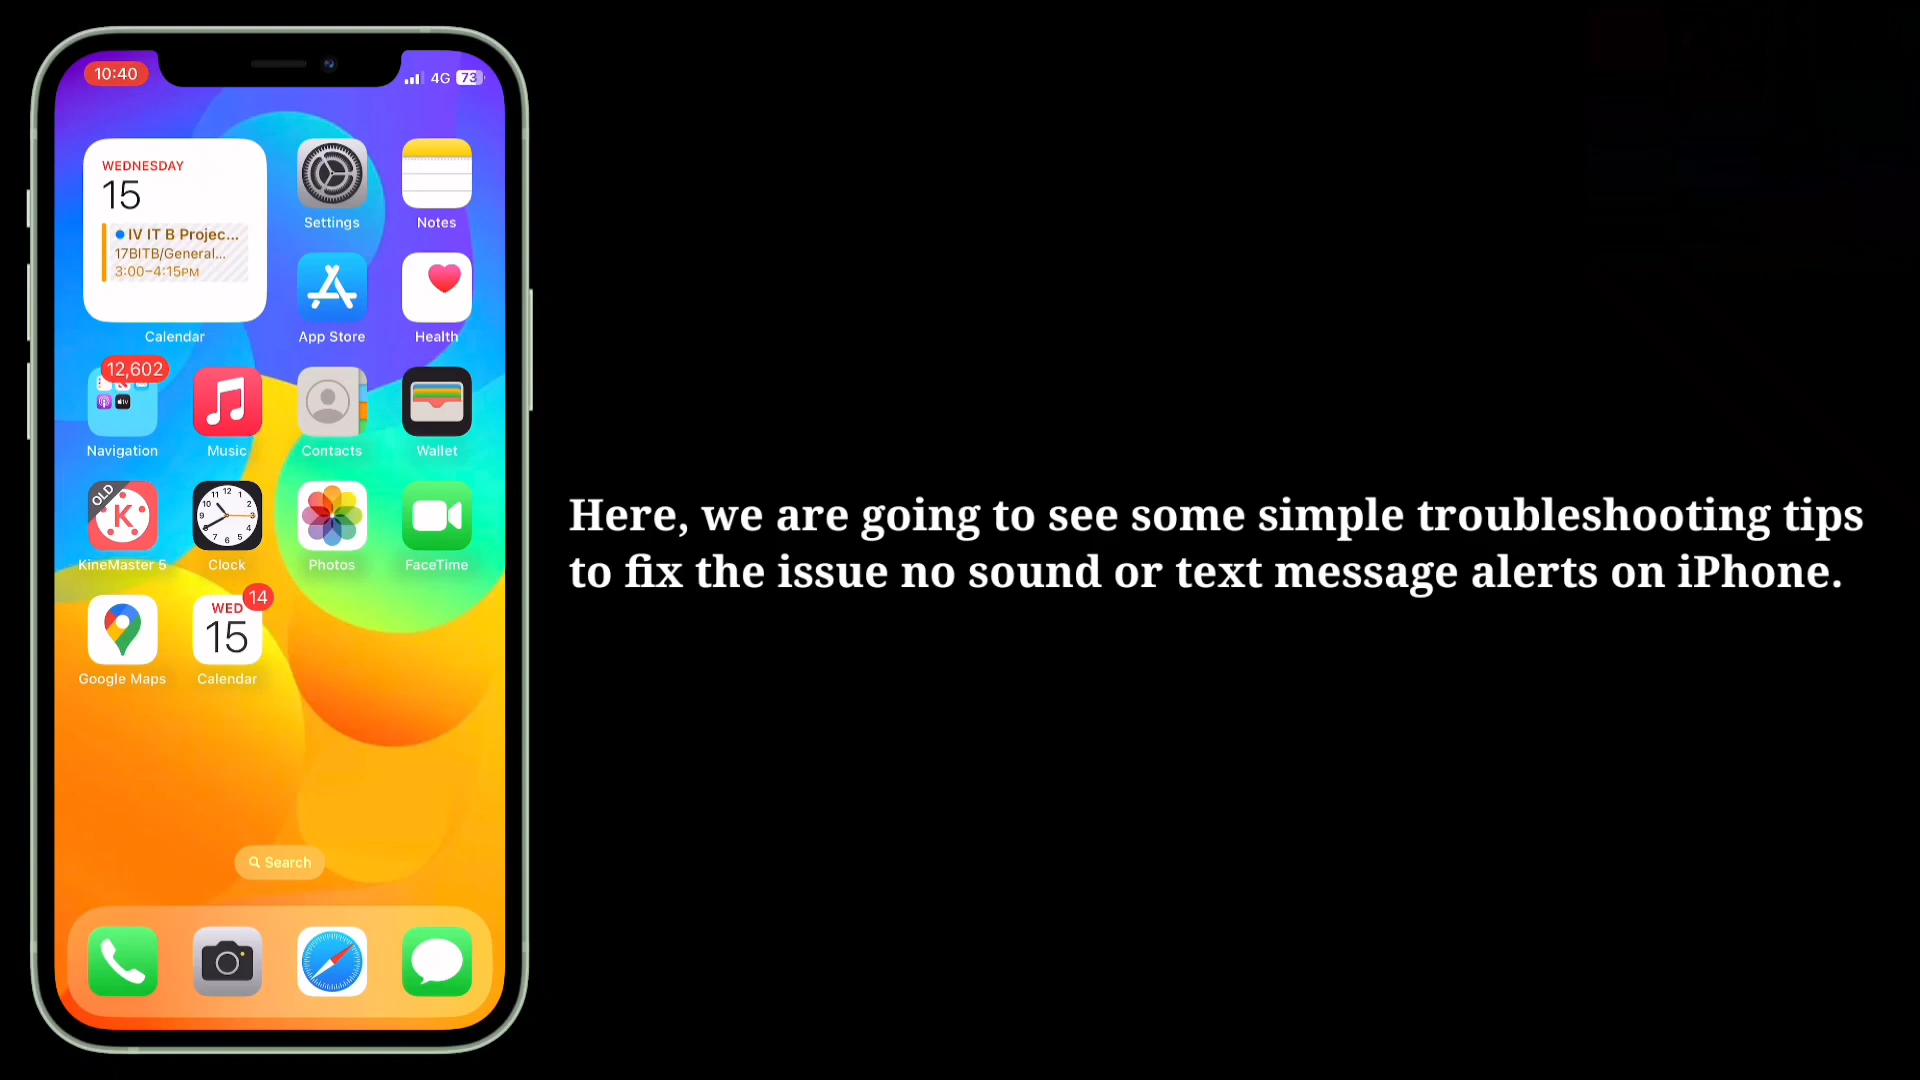 10:40
4G 73
WEDNESDAY
15
IV IT B Projec...
17BITB/General...
3:00–4:15PM
Calendar
Settings
Notes
App Store
Health
12,602
Navigation
Music
Contacts
Wallet
OLD
K
KineMaster 5
Clock
Photos
FaceTime
14
WED
15
Google Maps
Calendar
Search
Here, we are going to see some simple troubleshooting tips
to fix the issue no sound or text message alerts on iPhone.